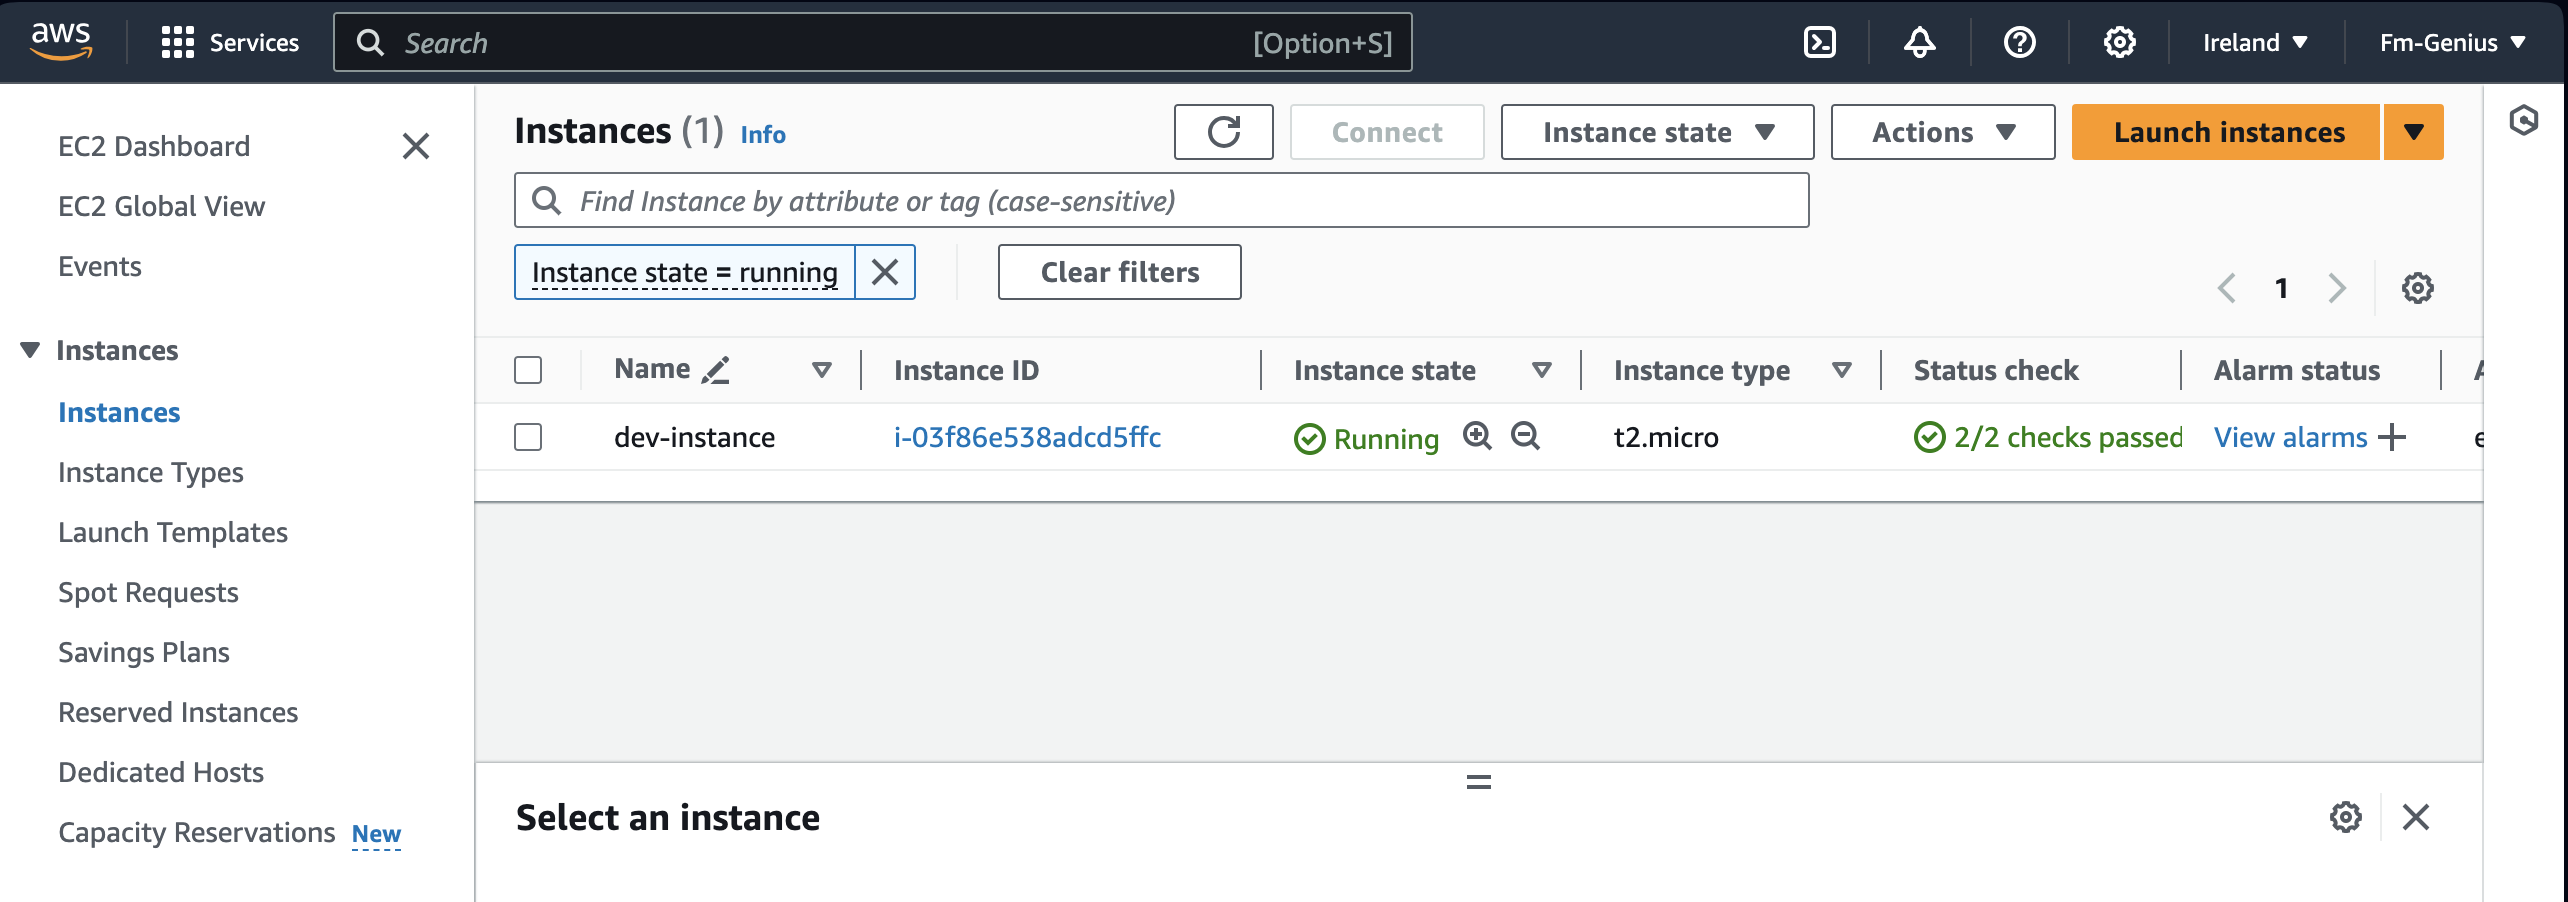 aws
Services
Search [Option+S]
Ireland
Fm-Genius
EC2 Dashboard
EC2 Global View
Events
Instances
Instances
Instance Types
Launch Templates
Spot Requests
Savings Plans
Reserved Instances
Dedicated Hosts
Capacity Reservations New
Instances (1) Info
Connect
Instance state
Actions
Launch instances
Find Instance by attribute or tag (case-sensitive)
Instance state = running
Clear filters
1
Name Instance ID Instance state Instance type Status check Alarm status
dev-instance i-03f86e538adcd5ffc Running t2.micro 2/2 checks passed View alarms
Select an instance